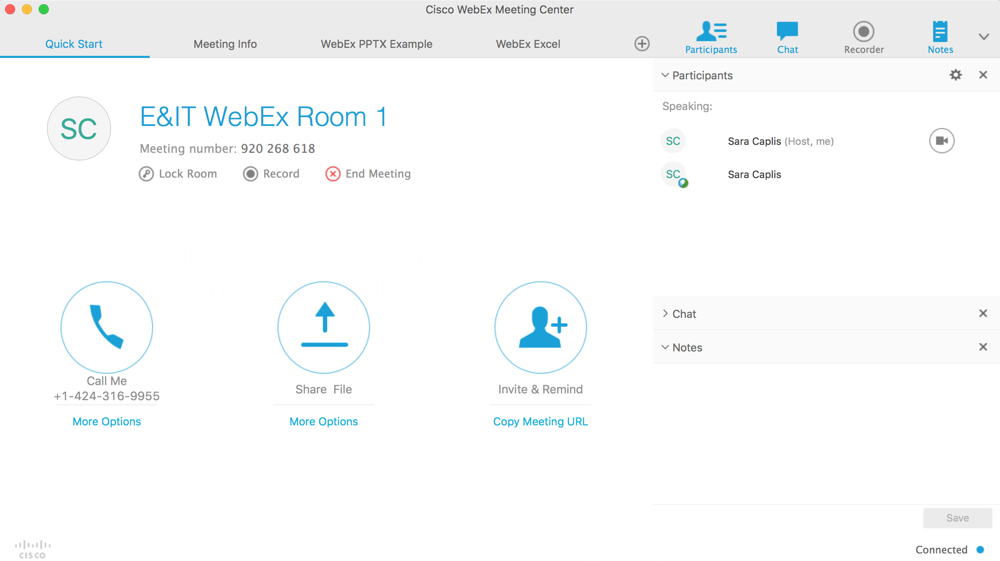 Cisco WebEx Meeting Center
Quick Start
Meeting Info
WebEx PPTX Example
WebEx Excel
Participants
Chat
Recorder
Notes
SC
E&IT WebEx Room 1
Meeting number: 920 268 618
Lock Room
Record
End Meeting
Call Me
+1-424-316-9955
More Options
Share File
More Options
Invite & Remind
Copy Meeting URL
Participants
Speaking:
SC
Sara Caplis (Host, me)
SC
Sara Caplis
Chat
Notes
Save
Connected
CISCO